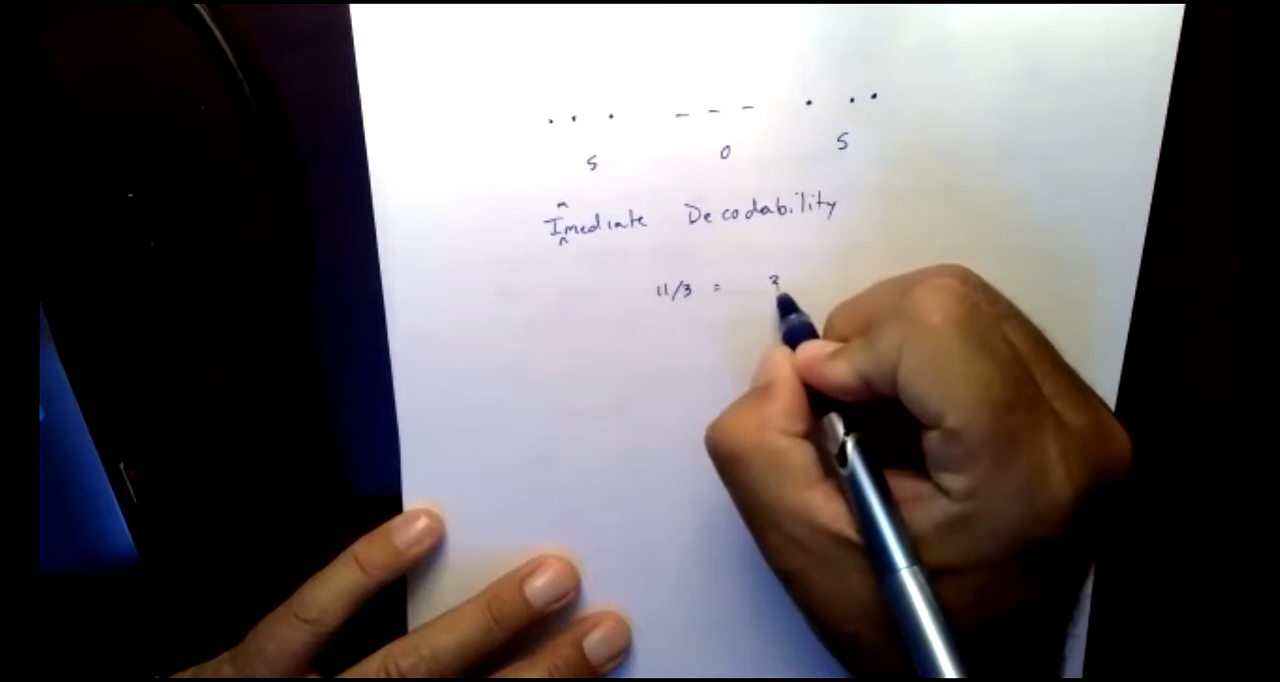 ... --- ...
S O S
m
Imediate Decodability
^
11/3 = 3